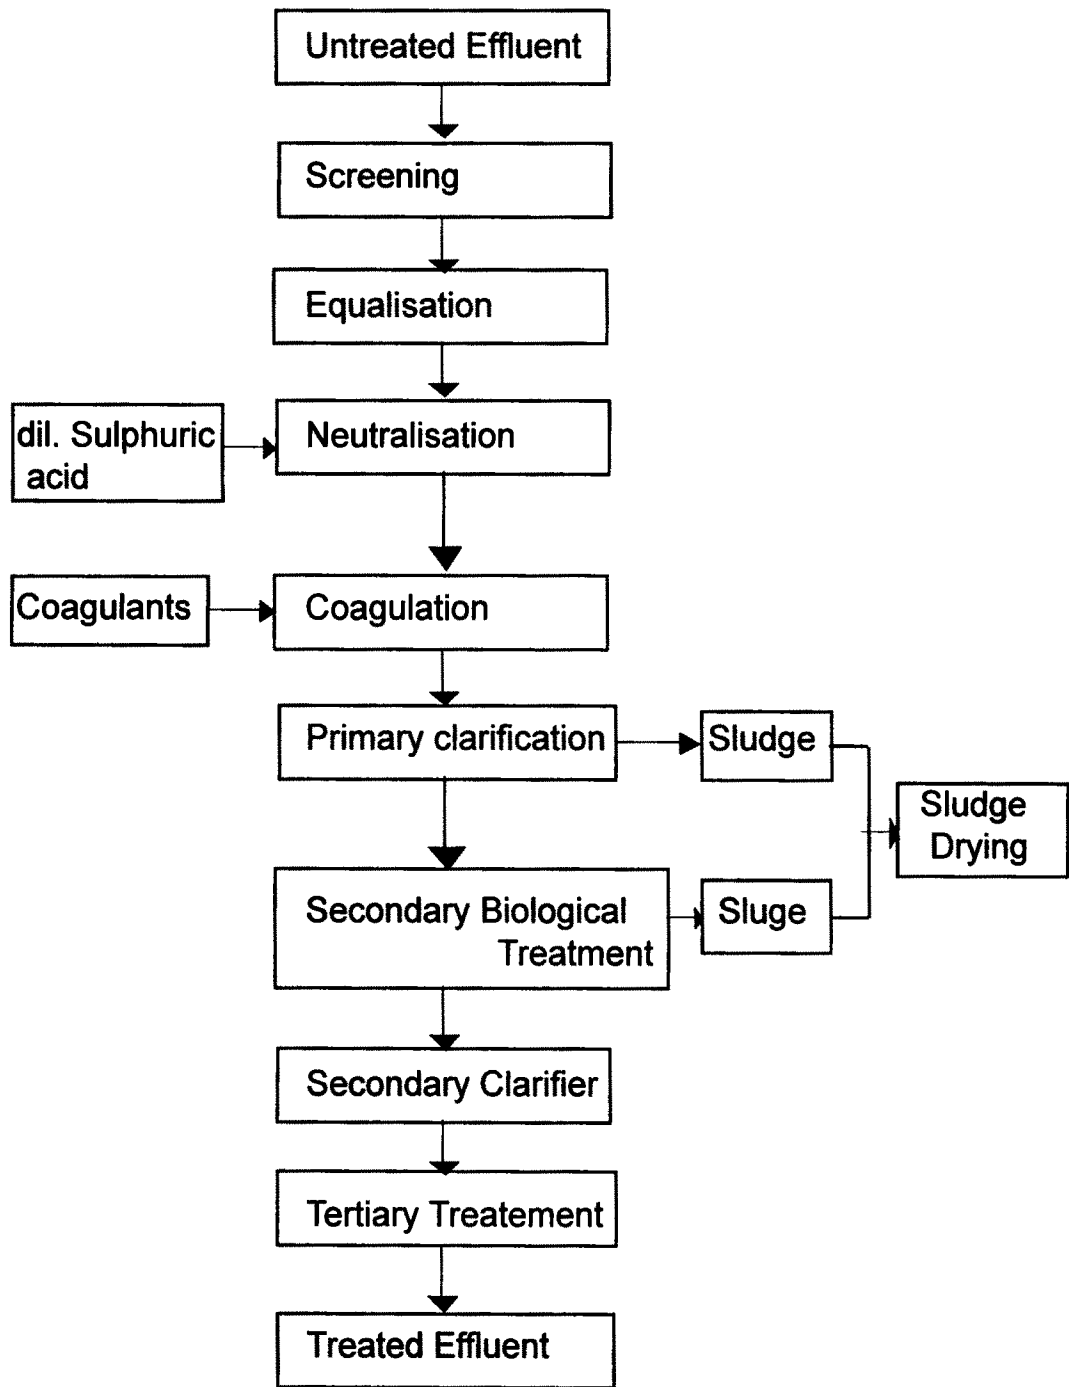 Untreated Effluent
Screening
Equalisation
dil. Sulphuric
acid
Neutralisation
Coagulants
Coagulation
Primary clarification
Sludge
Sludge
Drying
Secondary Biological
Treatment
Sluge
Secondary Clarifier
Tertiary Treatement
Treated Effluent